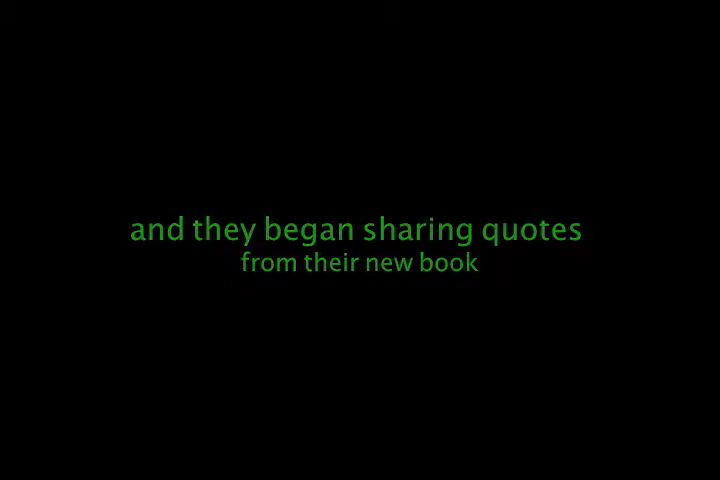 and they began sharing quotes
from their new book